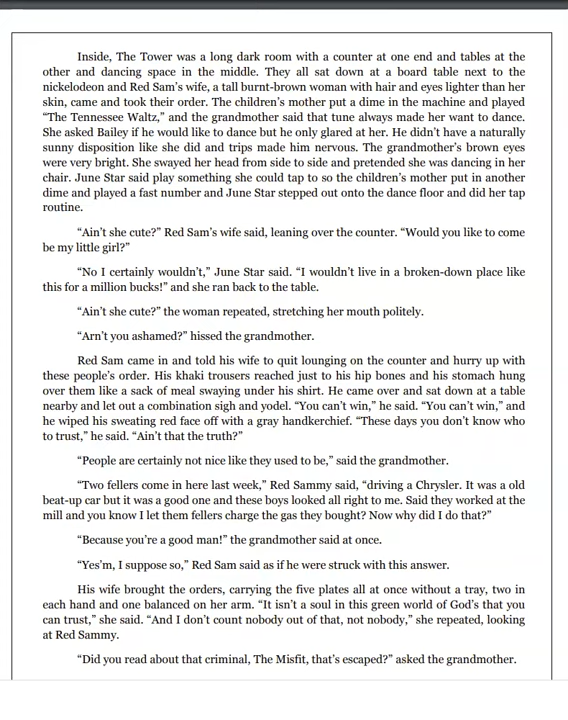 Inside, The Tower was a long dark room with a counter at one end and tables at the
other and dancing space in the middle. They all sat down at a board table next to the
nickelodeon and Red Sam’s wife, a tall burnt-brown woman with hair and eyes lighter than her
skin, came and took their order. The children’s mother put a dime in the machine and played
“The Tennessee Waltz,” and the grandmother said that tune always made her want to dance.
She asked Bailey if he would like to dance but he only glared at her. He didn’t have a naturally
sunny disposition like she did and trips made him nervous. The grandmother’s brown eyes
were very bright. She swayed her head from side to side and pretended she was dancing in her
chair. June Star said play something she could tap to so the children’s mother put in another
dime and played a fast number and June Star stepped out onto the dance floor and did her tap
routine.
“Ain’t she cute?” Red Sam’s wife said, leaning over the counter. “Would you like to come
be my little girl?”
“No I certainly wouldn’t,” June Star said. “I wouldn’t live in a broken-down place like
this for a million bucks!” and she ran back to the table.
“Ain’t she cute?” the woman repeated, stretching her mouth politely.
“Arn’t you ashamed?” hissed the grandmother.
Red Sam came in and told his wife to quit lounging on the counter and hurry up with
these people’s order. His khaki trousers reached just to his hip bones and his stomach hung
over them like a sack of meal swaying under his shirt. He came over and sat down at a table
nearby and let out a combination sigh and yodel. “You can’t win,” he said. “You can’t win,” and
he wiped his sweating red face off with a gray handkerchief. “These days you don’t know who
to trust,” he said. “Ain’t that the truth?”
“People are certainly not nice like they used to be,” said the grandmother.
“Two fellers come in here last week,” Red Sammy said, “driving a Chrysler. It was a old
beat-up car but it was a good one and these boys looked all right to me. Said they worked at the
mill and you know I let them fellers charge the gas they bought? Now why did I do that?”
“Because you’re a good man!” the grandmother said at once.
“Yes’m, I suppose so,” Red Sam said as if he were struck with this answer.
His wife brought the orders, carrying the five plates all at once without a tray, two in
each hand and one balanced on her arm. “It isn’t a soul in this green world of God’s that you
can trust,” she said. “And I don’t count nobody out of that, not nobody,” she repeated, looking
at Red Sammy.
“Did you read about that criminal, The Misfit, that’s escaped?” asked the grandmother.